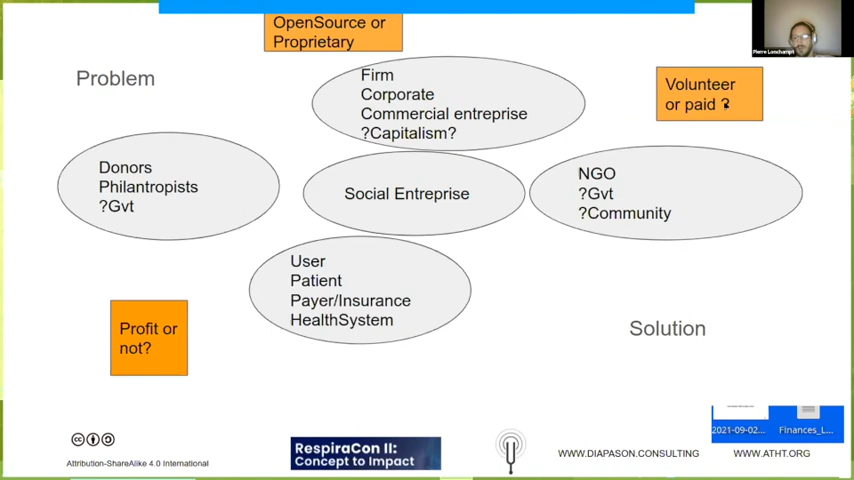 OpenSource or
Proprietary
Pierre Lonchampt
Problem
Firm
Corporate
Commercial entreprise
?Capitalism?
Volunteer
or paid ?
Donors
Philantropists
?Gvt
Social Entreprise
NGO
?Gvt
?Community
User
Patient
Payer/Insurance
HealthSystem
Profit or
not?
Solution
2021-09-02...
Finances_L...
Attribution-ShareAlike 4.0 International
RespiraCon II:
Concept to Impact
WWW.DIAPASON.CONSULTING
WWW.ATHT.ORG